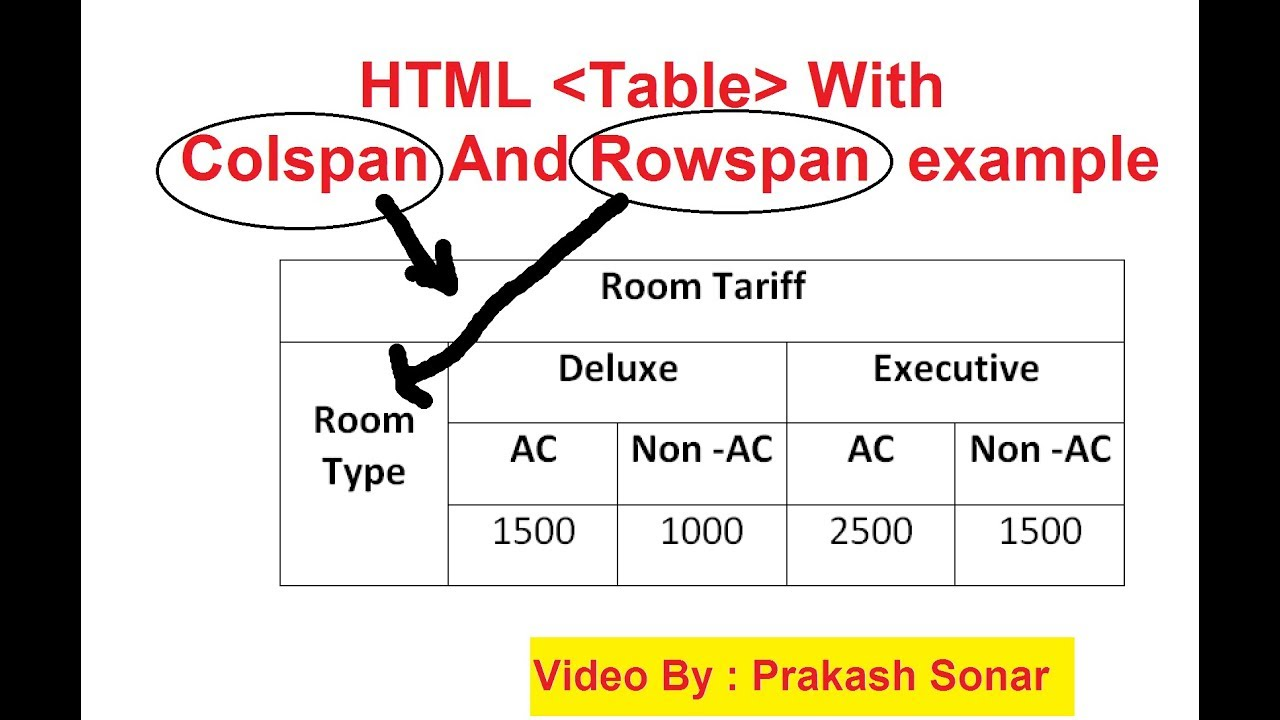 HTML <Table> With
Colspan And Rowspan example
Room Tariff
Room Type
Deluxe Executive
AC Non -AC AC Non -AC
1500 1000 2500 1500
Video By : Prakash Sonar